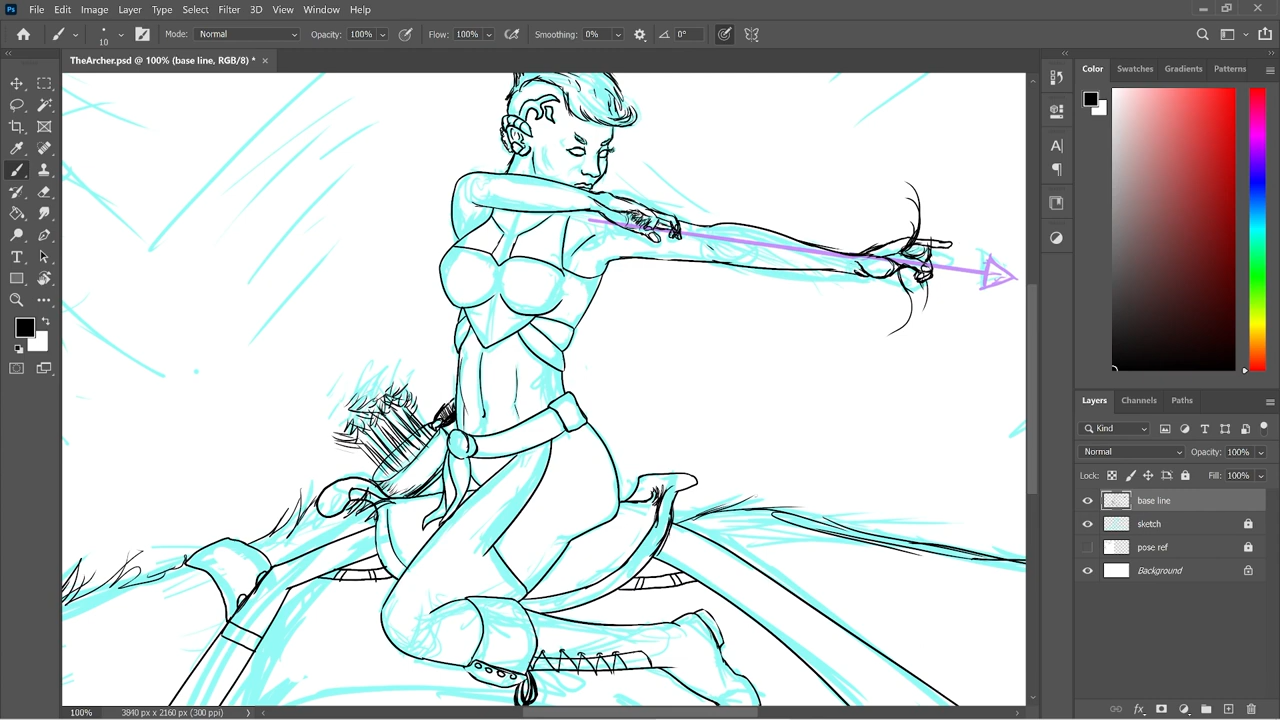 Ps File Edit Image Layer Type Select Filter 3D View Window Help
10 Mode: Normal Opacity: 100% Flow: 100% Smoothing: 0% 0°
TheArcher.psd @ 100% (base line, RGB/8) * ×
Color Swatches Gradients Patterns
Layers Channels Paths
Kind
Normal Opacity: 100%
Lock: Fill: 100%
base line
sketch
pose ref
Background
100% 3840 px x 2160 px (300 ppi)